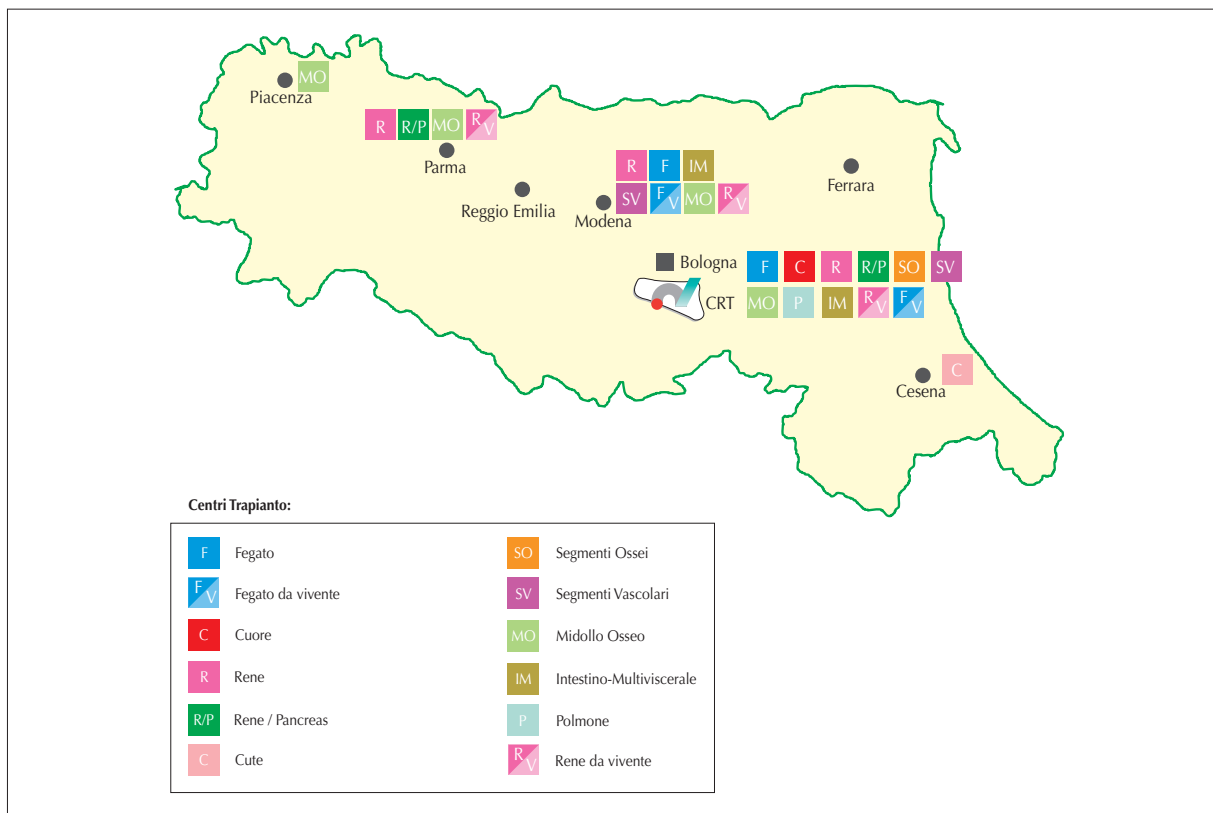 MO
Piacenza
R R/P MO R V
Parma
R F IM
Ferrara
SV F V MO R V
Reggio Emilia
Modena
Bologna
F C R R/P SO SV
CRT
MO P IM R V F V
C
Cesena
Centri Trapianto:
F Fegato
F V Fegato da vivente
C Cuore
R Rene
R/P Rene / Pancreas
C Cute
SO Segmenti Ossei
SV Segmenti Vascolari
MO Midollo Osseo
IM Intestino-Multiviscerale
P Polmone
R V Rene da vivente